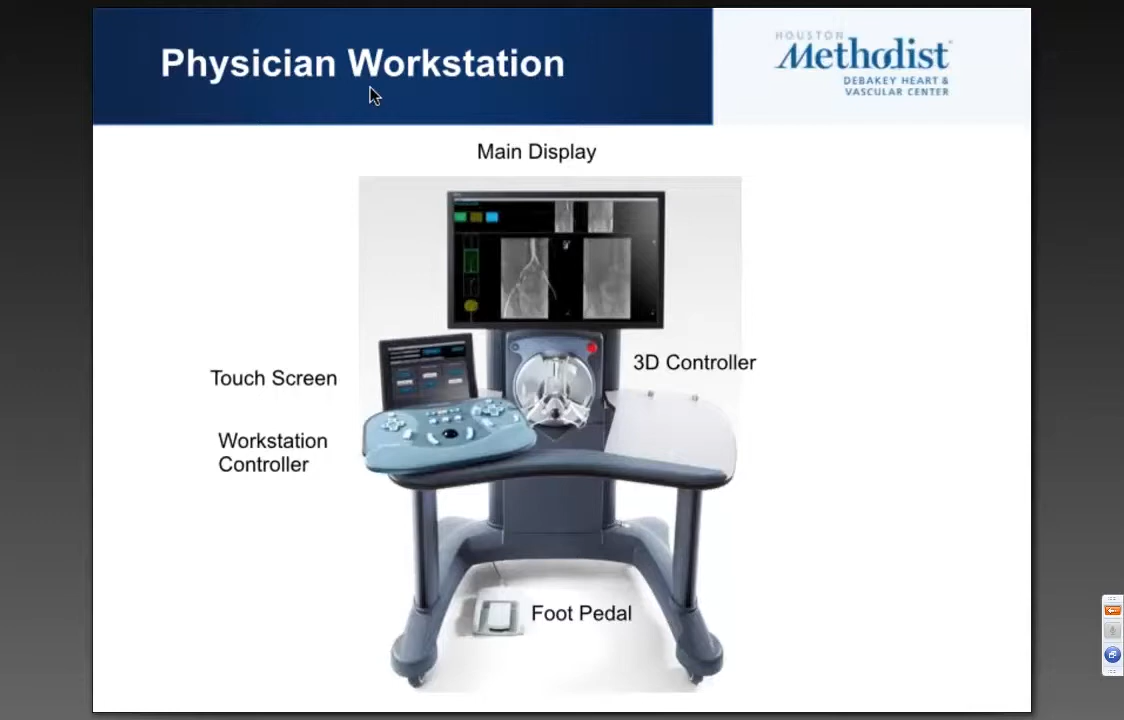 Physician Workstation
HOUSTON
Methodist
DEBAKEY HEART &
VASCULAR CENTER
Main Display
3D Controller
Touch Screen
Workstation
Controller
Foot Pedal